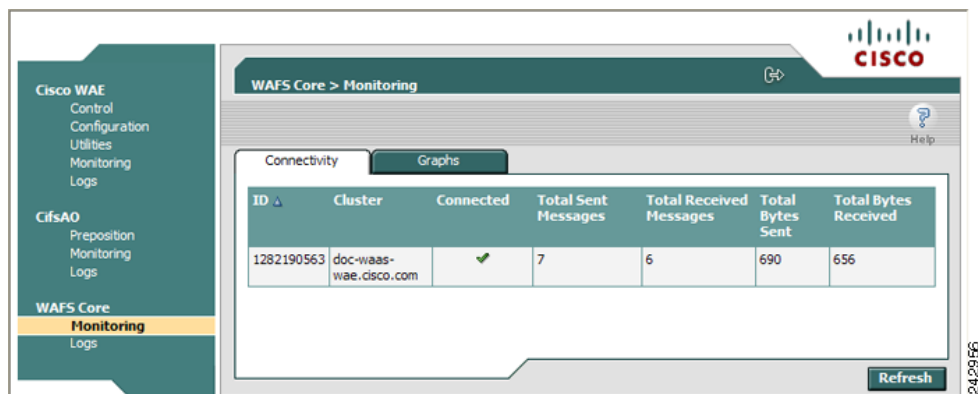 CISCO
WAFS Core > Monitoring
Help
Cisco WAE
Control
Configuration
Utilities
Monitoring
Logs
CifsAO
Preposition
Monitoring
Logs
WAFS Core
Monitoring
Logs
Connectivity
Graphs
ID Cluster Connected Total Sent Messages Total Received Messages Total Bytes Sent Total Bytes Received
1282190563 doc-waas-wae.cisco.com 7 6 690 656
Refresh
242956